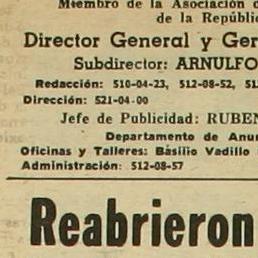 Miembro de la Asociación d
de la Repúbli
Director General y Ger
Subdirector: ARNULFO
Redacción: 510-04-23, 512-08-52, 51
Dirección: 521-04-00
Jefe de Publicidad: RUBEN
Departamento de Anun
Oficinas y Talleres: Basilio Vadillo
Administración: 512-08-57
Reabrieron